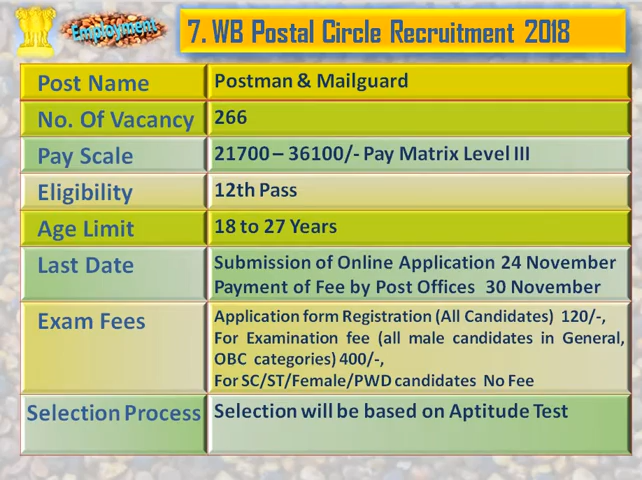 Employment
7. WB Postal Circle Recruitment 2018
Post Name Postman & Mailguard
No. Of Vacancy 266
Pay Scale 21700 – 36100/- Pay Matrix Level III
Eligibility 12th Pass
Age Limit 18 to 27 Years
Last Date Submission of Online Application 24 November
Payment of Fee by Post Offices 30 November
Exam Fees Application form Registration (All Candidates) 120/-,
For Examination fee (all male candidates in General,
OBC categories) 400/-,
For SC/ST/Female/PWD candidates No Fee
Selection Process Selection will be based on Aptitude Test